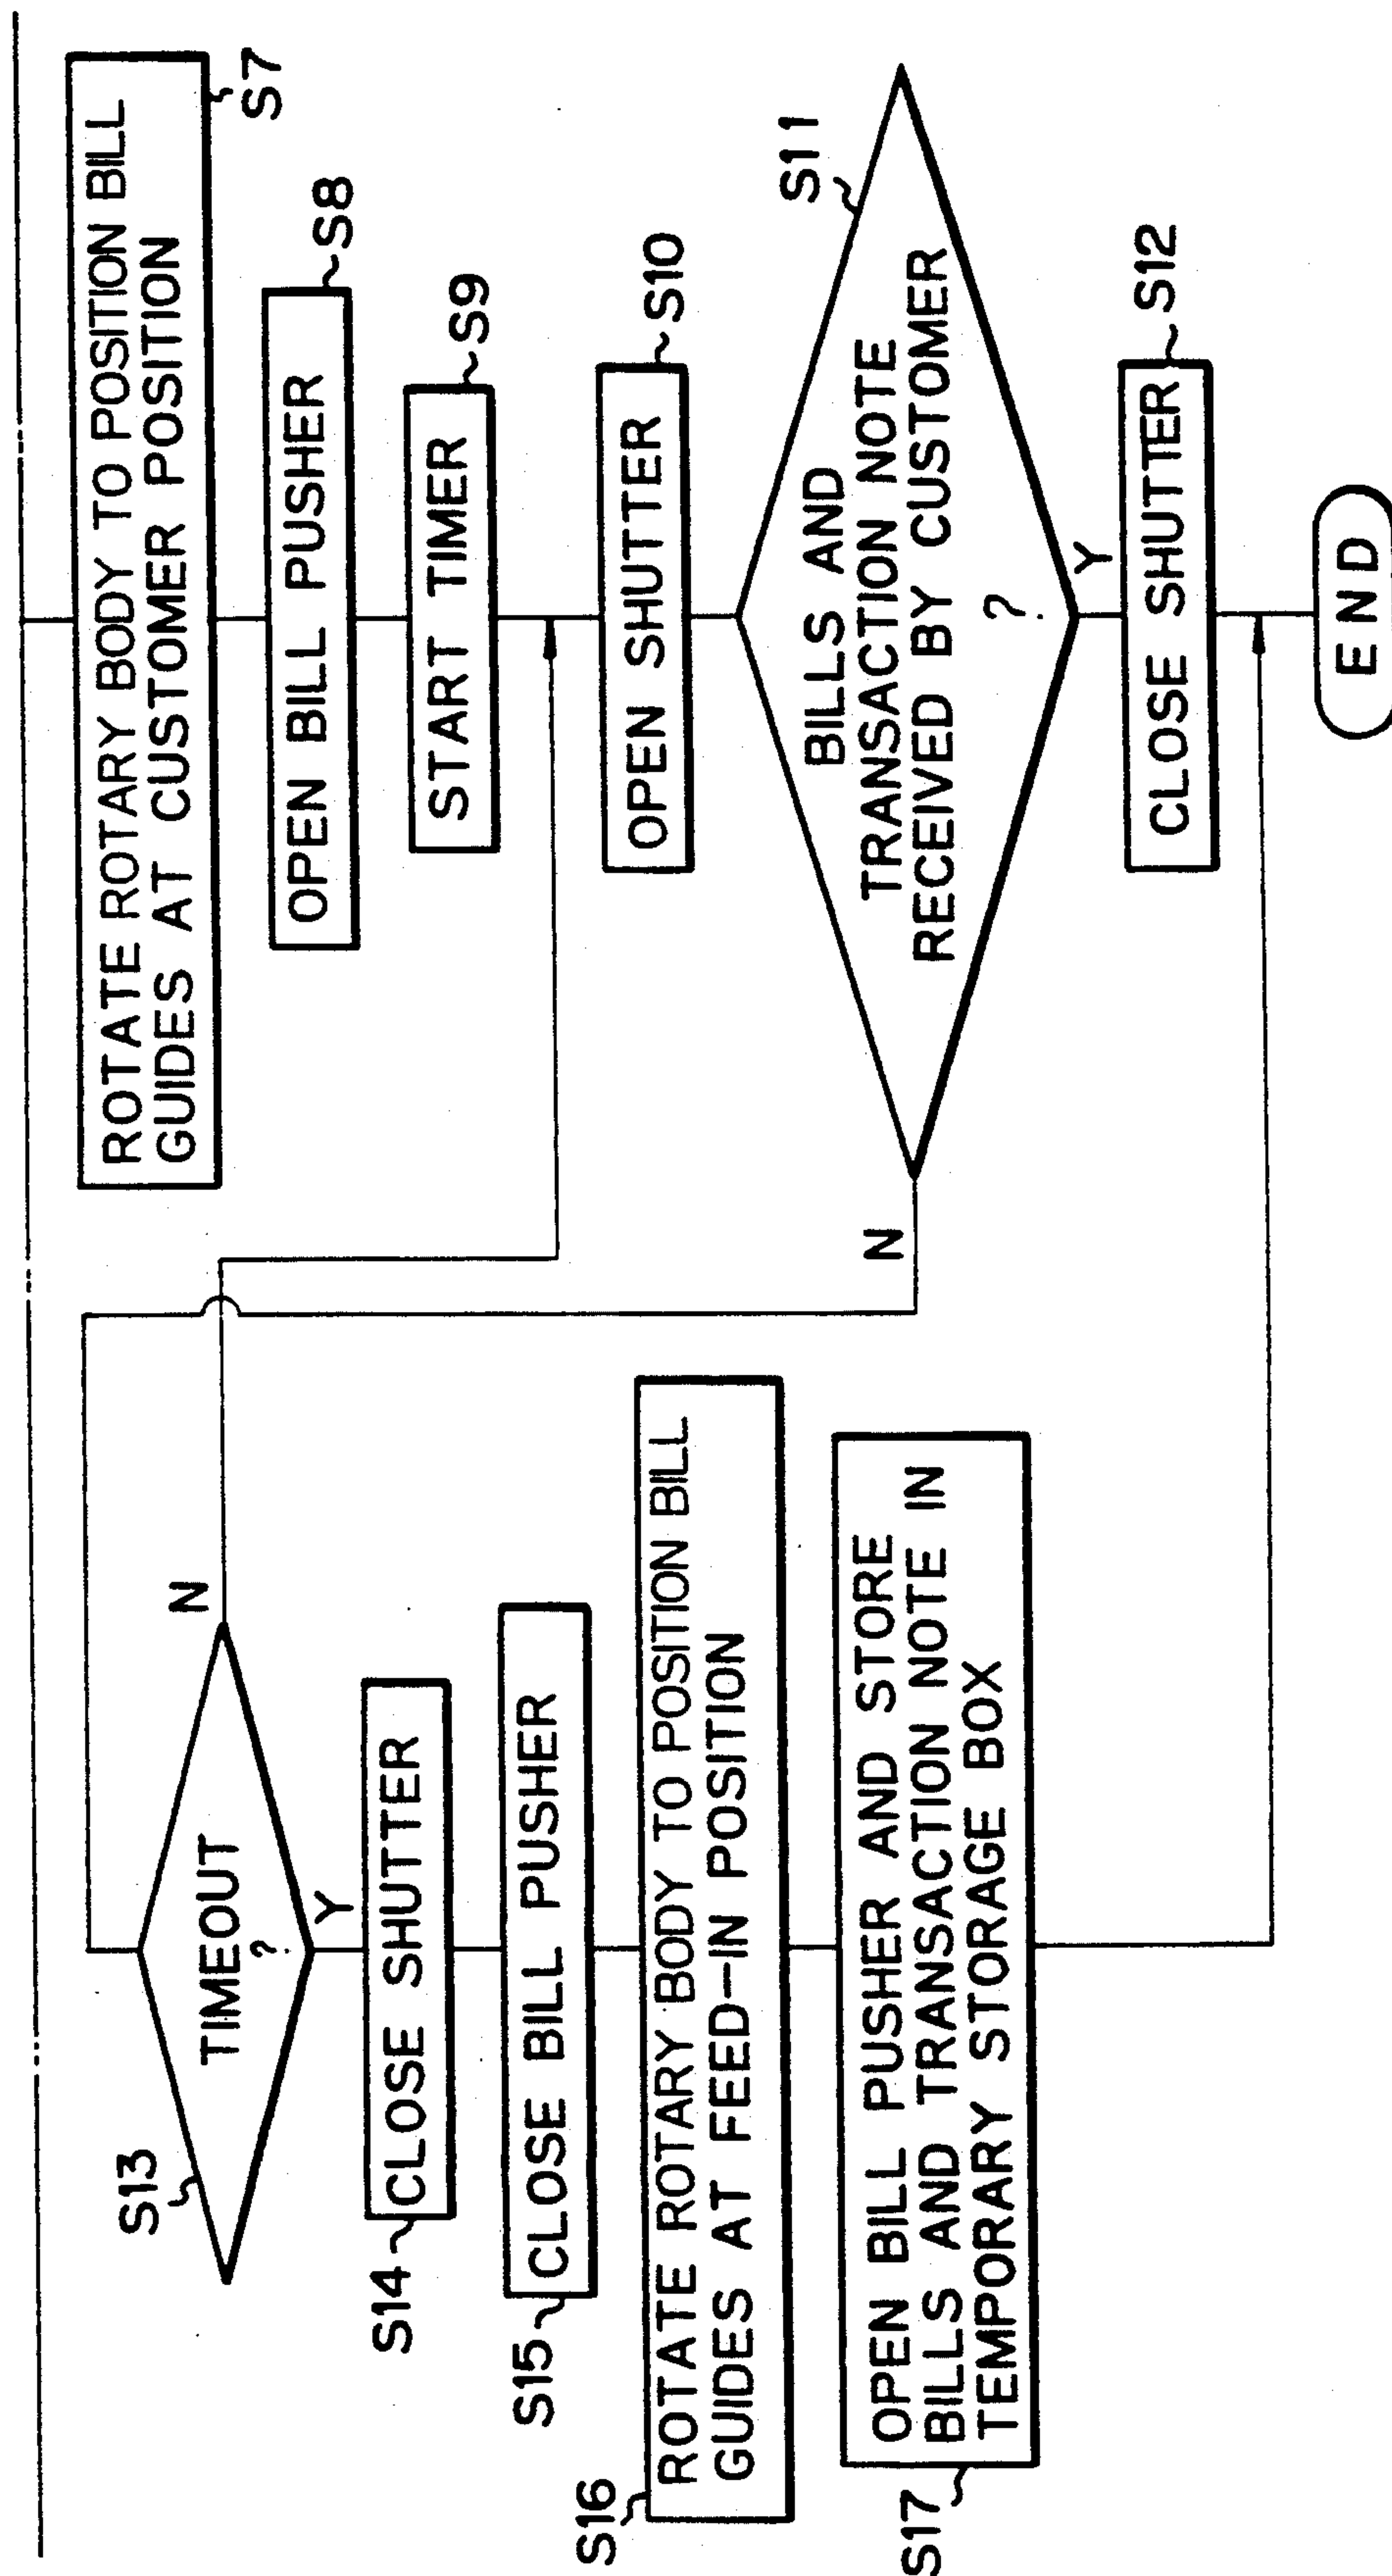 ROTATE ROTARY BODY TO POSITION BILL
GUIDES AT CUSTOMER POSITION
S7
OPEN BILL PUSHER
S8
START TIMER
S9
OPEN SHUTTER
S10
BILLS AND
TRANSACTION NOTE
RECEIVED BY CUSTOMER
?
S11
N
Y
CLOSE SHUTTER
S12
END
S13
TIMEOUT
?
N
Y
S14
CLOSE SHUTTER
S15
CLOSE BILL PUSHER
S16
ROTATE ROTARY BODY TO POSITION BILL
GUIDES AT FEED-IN POSITION
S17
OPEN BILL PUSHER AND STORE
BILLS AND TRANSACTION NOTE IN
TEMPORARY STORAGE BOX